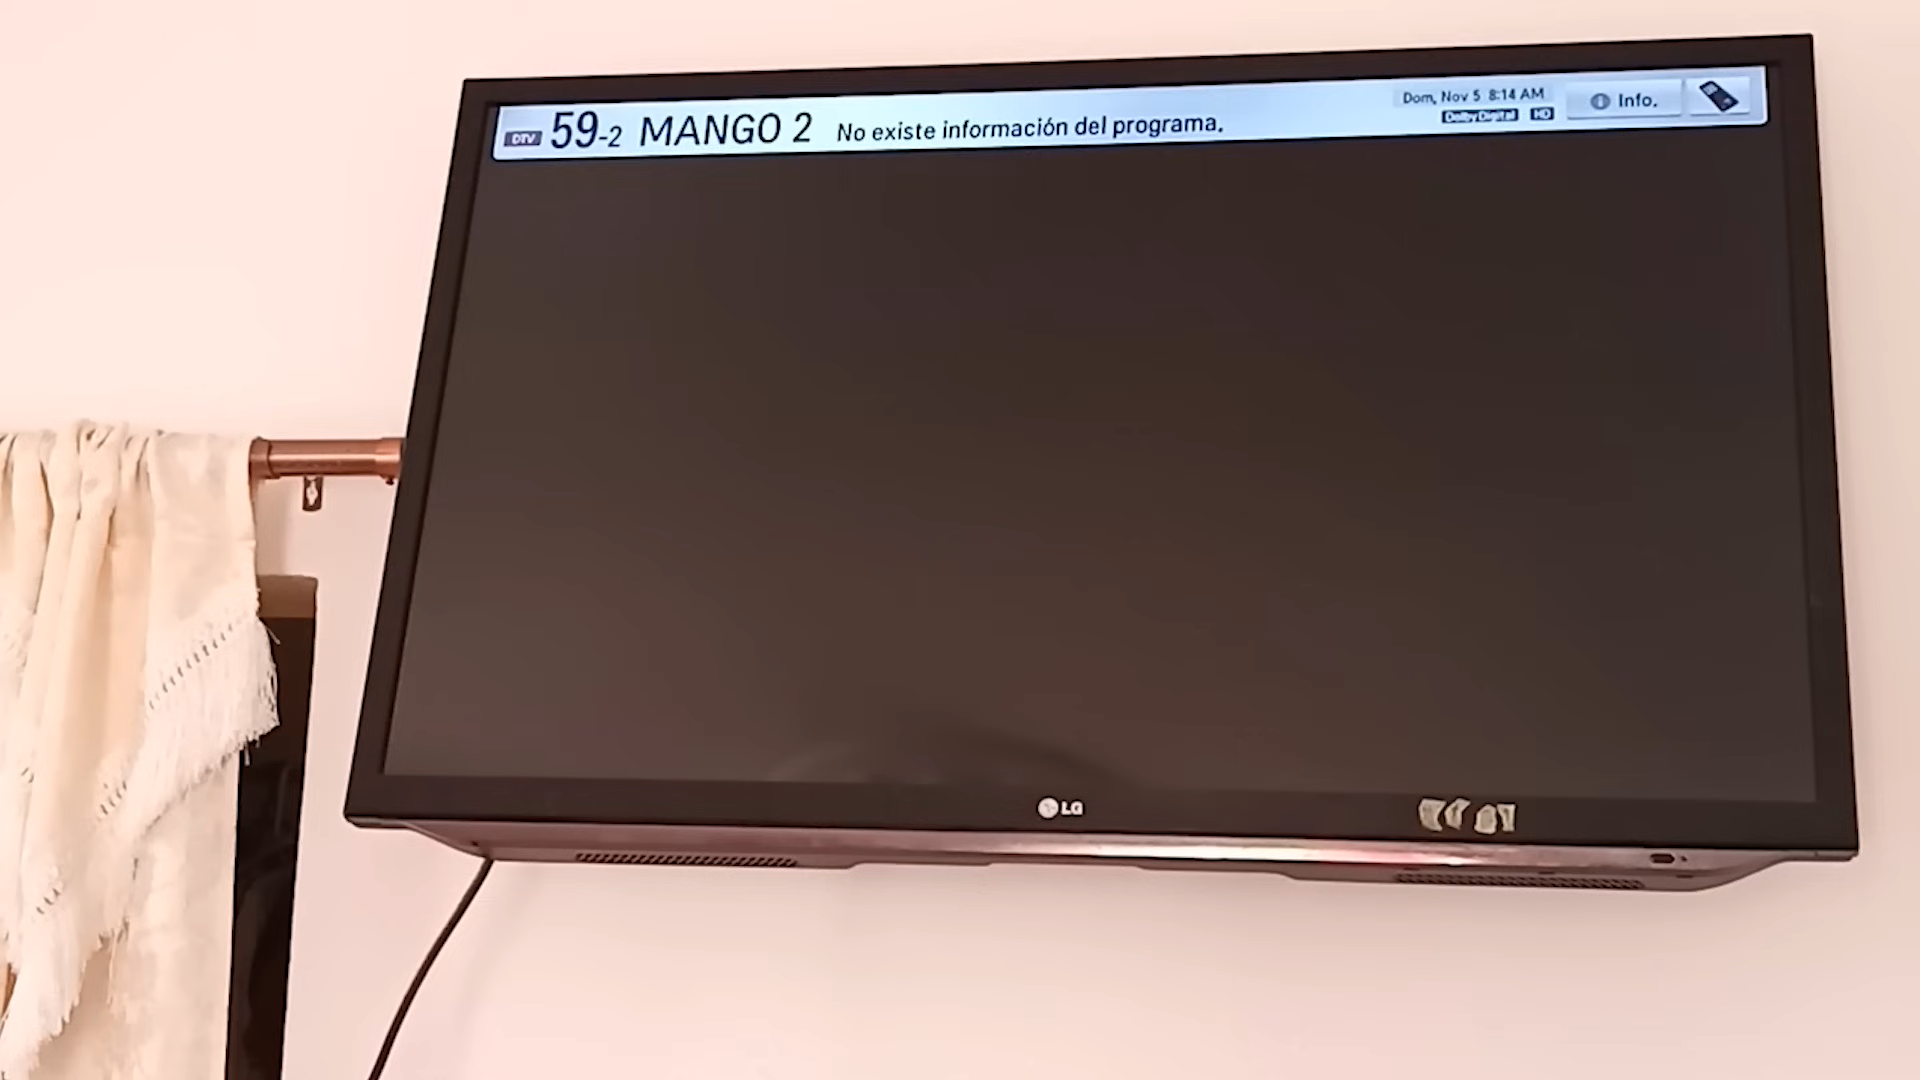 DTV 59-2 MANGO 2 No existe información del programa.
Dom, Nov 5 8:14 AM
Dolby Digital HD
Info.
LG